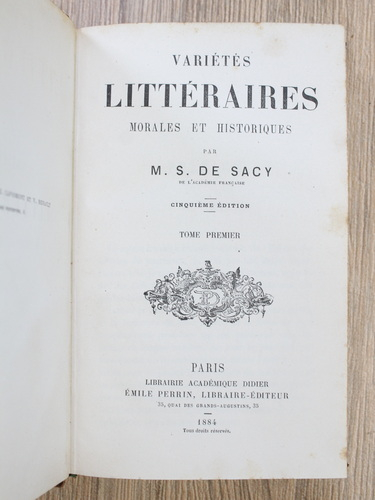 VARIÉTÉS
LITTÉRAIRES
MORALES ET HISTORIQUES
PAR
M. S. DE SACY
DE L'ACADÉMIE FRANÇAISE
CINQUIÈME ÉDITION
TOME PREMIER
PARIS
LIBRAIRIE ACADÉMIQUE DIDIER
ÉMILE PERRIN, LIBRAIRE-ÉDITEUR
35, QUAI DES GRANDS-AUGUSTINS, 35
1884
Tous droits réservés.